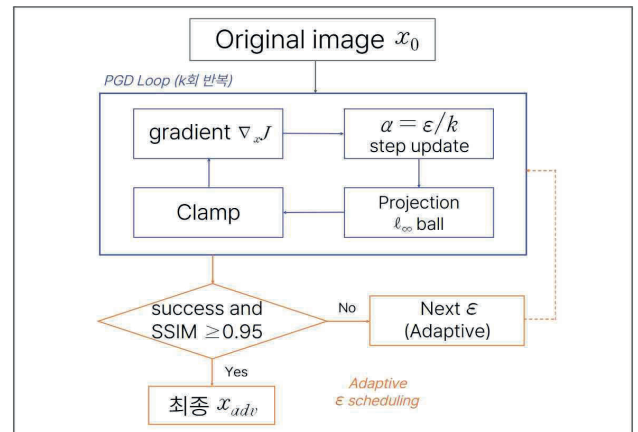 Original image x₀
PGD Loop (k회 반복)
gradient ∇ₓJ
α = ε/k
step update
Clamp
Projection
ℓ∞ ball
success and
SSIM ≥0.95
No
Next ε
(Adaptive)
Yes
최종 x_adv
Adaptive
ε scheduling